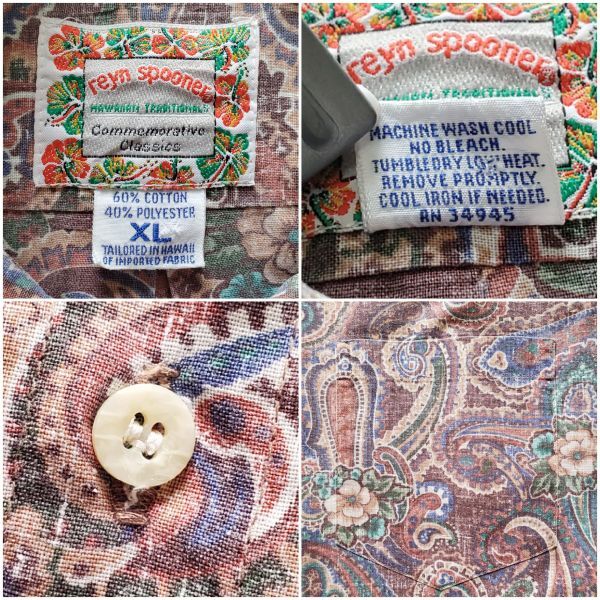 reyn spooner
HAWAIIAN TRADITIONALS
Commemorative
Classics
60% COTTON
40% POLYESTER
XL
TAILORED IN HAWAII
OF IMPORTED FABRIC
reyn spooner
MACHINE WASH COOL
NO BLEACH.
TUMBLE DRY LOW HEAT.
REMOVE PROMPTLY.
COOL IRON IF NEEDED.
RN 34945